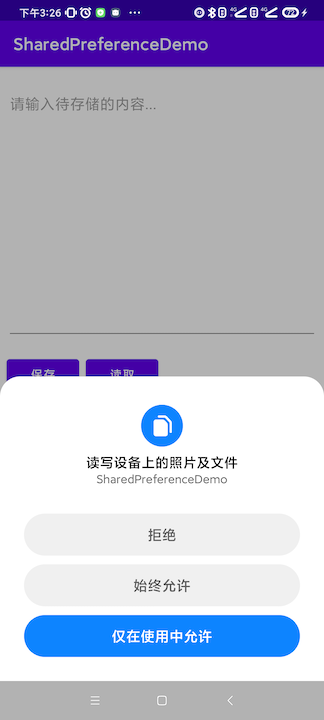 下午3:26
4G
4G
72
SharedPreferenceDemo
请输入待存储的内容...
保存 读取
读写设备上的照片及文件
SharedPreferenceDemo
拒绝
始终允许
仅在使用中允许